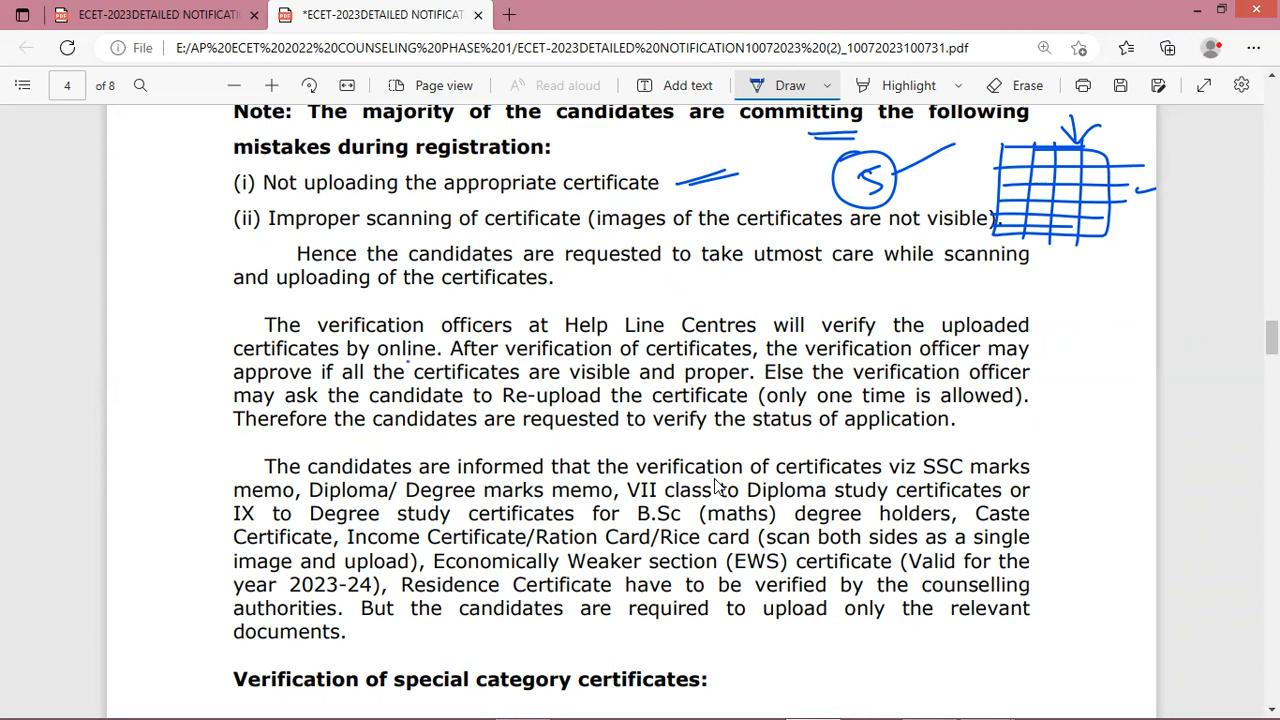 ECET-2023DETAILED NOTIFICATI
*ECET-2023DETAILED NOTIFICAT
File
E:/AP%20ECET%202022%20COUNSELING%20PHASE%201/ECET-2023DETAILED%20NOTIFICATION10072023%20(2)_10072023100731.pdf
4 of 8
Page view
Read aloud
Add text
Draw
Highlight
Erase
Note: The majority of the candidates are committing the following
mistakes during registration:
(i) Not uploading the appropriate certificate
S
(ii) Improper scanning of certificate (images of the certificates are not visible).
Hence the candidates are requested to take utmost care while scanning
and uploading of the certificates.
The verification officers at Help Line Centres will verify the uploaded
certificates by online. After verification of certificates, the verification officer may
approve if all the certificates are visible and proper. Else the verification officer
may ask the candidate to Re-upload the certificate (only one time is allowed).
Therefore the candidates are requested to verify the status of application.
The candidates are informed that the verification of certificates viz SSC marks
memo, Diploma/ Degree marks memo, VII class to Diploma study certificates or
IX to Degree study certificates for B.Sc (maths) degree holders, Caste
Certificate, Income Certificate/Ration Card/Rice card (scan both sides as a single
image and upload), Economically Weaker section (EWS) certificate (Valid for the
year 2023-24), Residence Certificate have to be verified by the counselling
authorities. But the candidates are required to upload only the relevant
documents.
Verification of special category certificates: